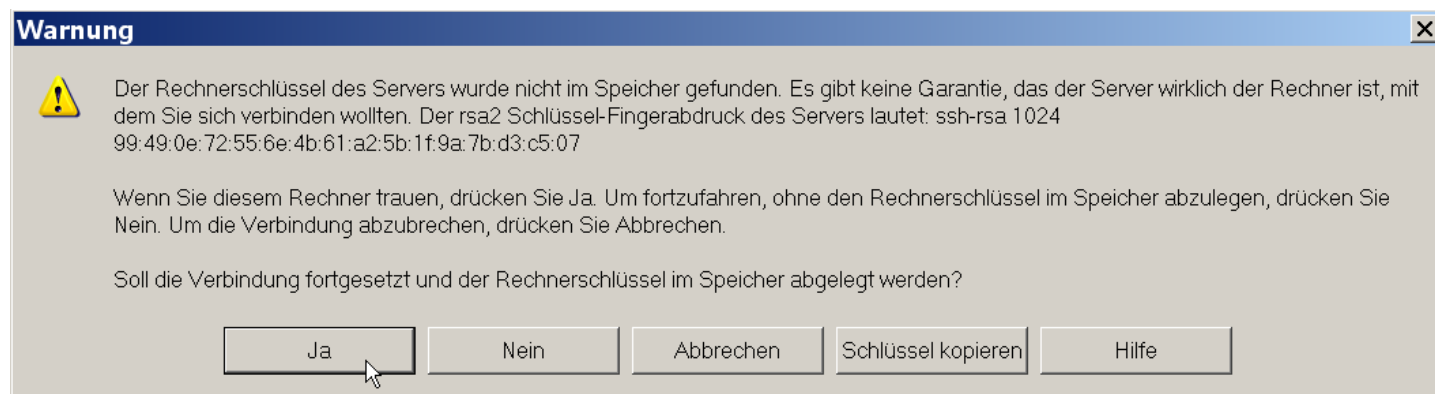 Warnung
Der Rechnerschlüssel des Servers wurde nicht im Speicher gefunden. Es gibt keine Garantie, das der Server wirklich der Rechner ist, mit
dem Sie sich verbinden wollten. Der rsa2 Schlüssel-Fingerabdruck des Servers lautet: ssh-rsa 1024
99:49:0e:72:55:6e:4b:61:a2:5b:1f:9a:7b:d3:c5:07
Wenn Sie diesem Rechner trauen, drücken Sie Ja. Um fortzufahren, ohne den Rechnerschlüssel im Speicher abzulegen, drücken Sie
Nein. Um die Verbindung abzubrechen, drücken Sie Abbrechen.
Soll die Verbindung fortgesetzt und der Rechnerschlüssel im Speicher abgelegt werden?
Ja Nein Abbrechen Schlüssel kopieren Hilfe